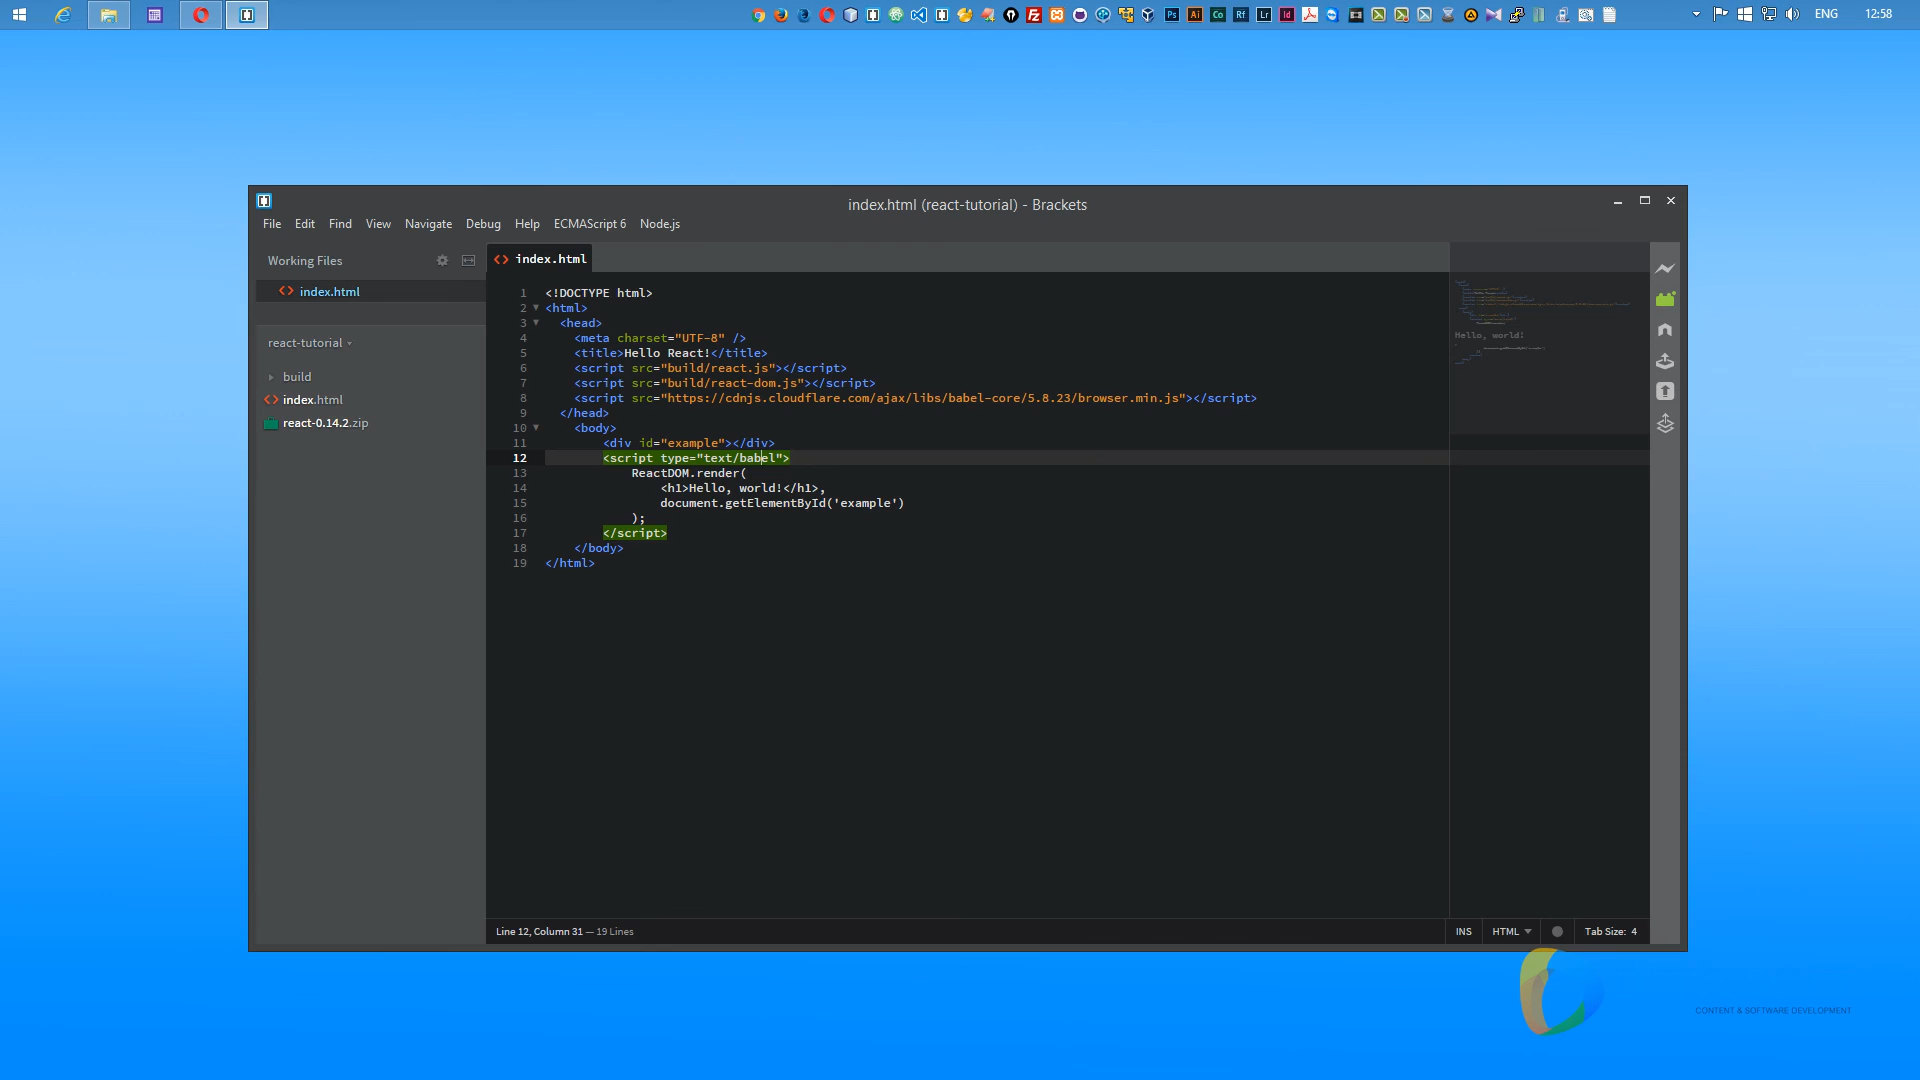 ENG
12:58
index.html (react-tutorial) - Brackets
File Edit Find View Navigate Debug Help ECMAScript 6 Node.js
Working Files
index.html
react-tutorial
build
index.html
react-0.14.2.zip
index.html
1 <!DOCTYPE html>
2 <html>
3 <head>
4 <meta charset="UTF-8" />
5 <title>Hello React!</title>
6 <script src="build/react.js"></script>
7 <script src="build/react-dom.js"></script>
8 <script src="https://cdnjs.cloudflare.com/ajax/libs/babel-core/5.8.23/browser.min.js"></script>
9 </head>
10 <body>
11 <div id="example"></div>
12 <script type="text/babel">
13 ReactDOM.render(
14 <h1>Hello, world!</h1>,
15 document.getElementById('example')
16 );
17 </script>
18 </body>
19 </html>
Hello, world!
Line 12, Column 31 — 19 Lines
INS HTML Tab Size: 4
CONTENT & SOFTWARE DEVELOPMENT